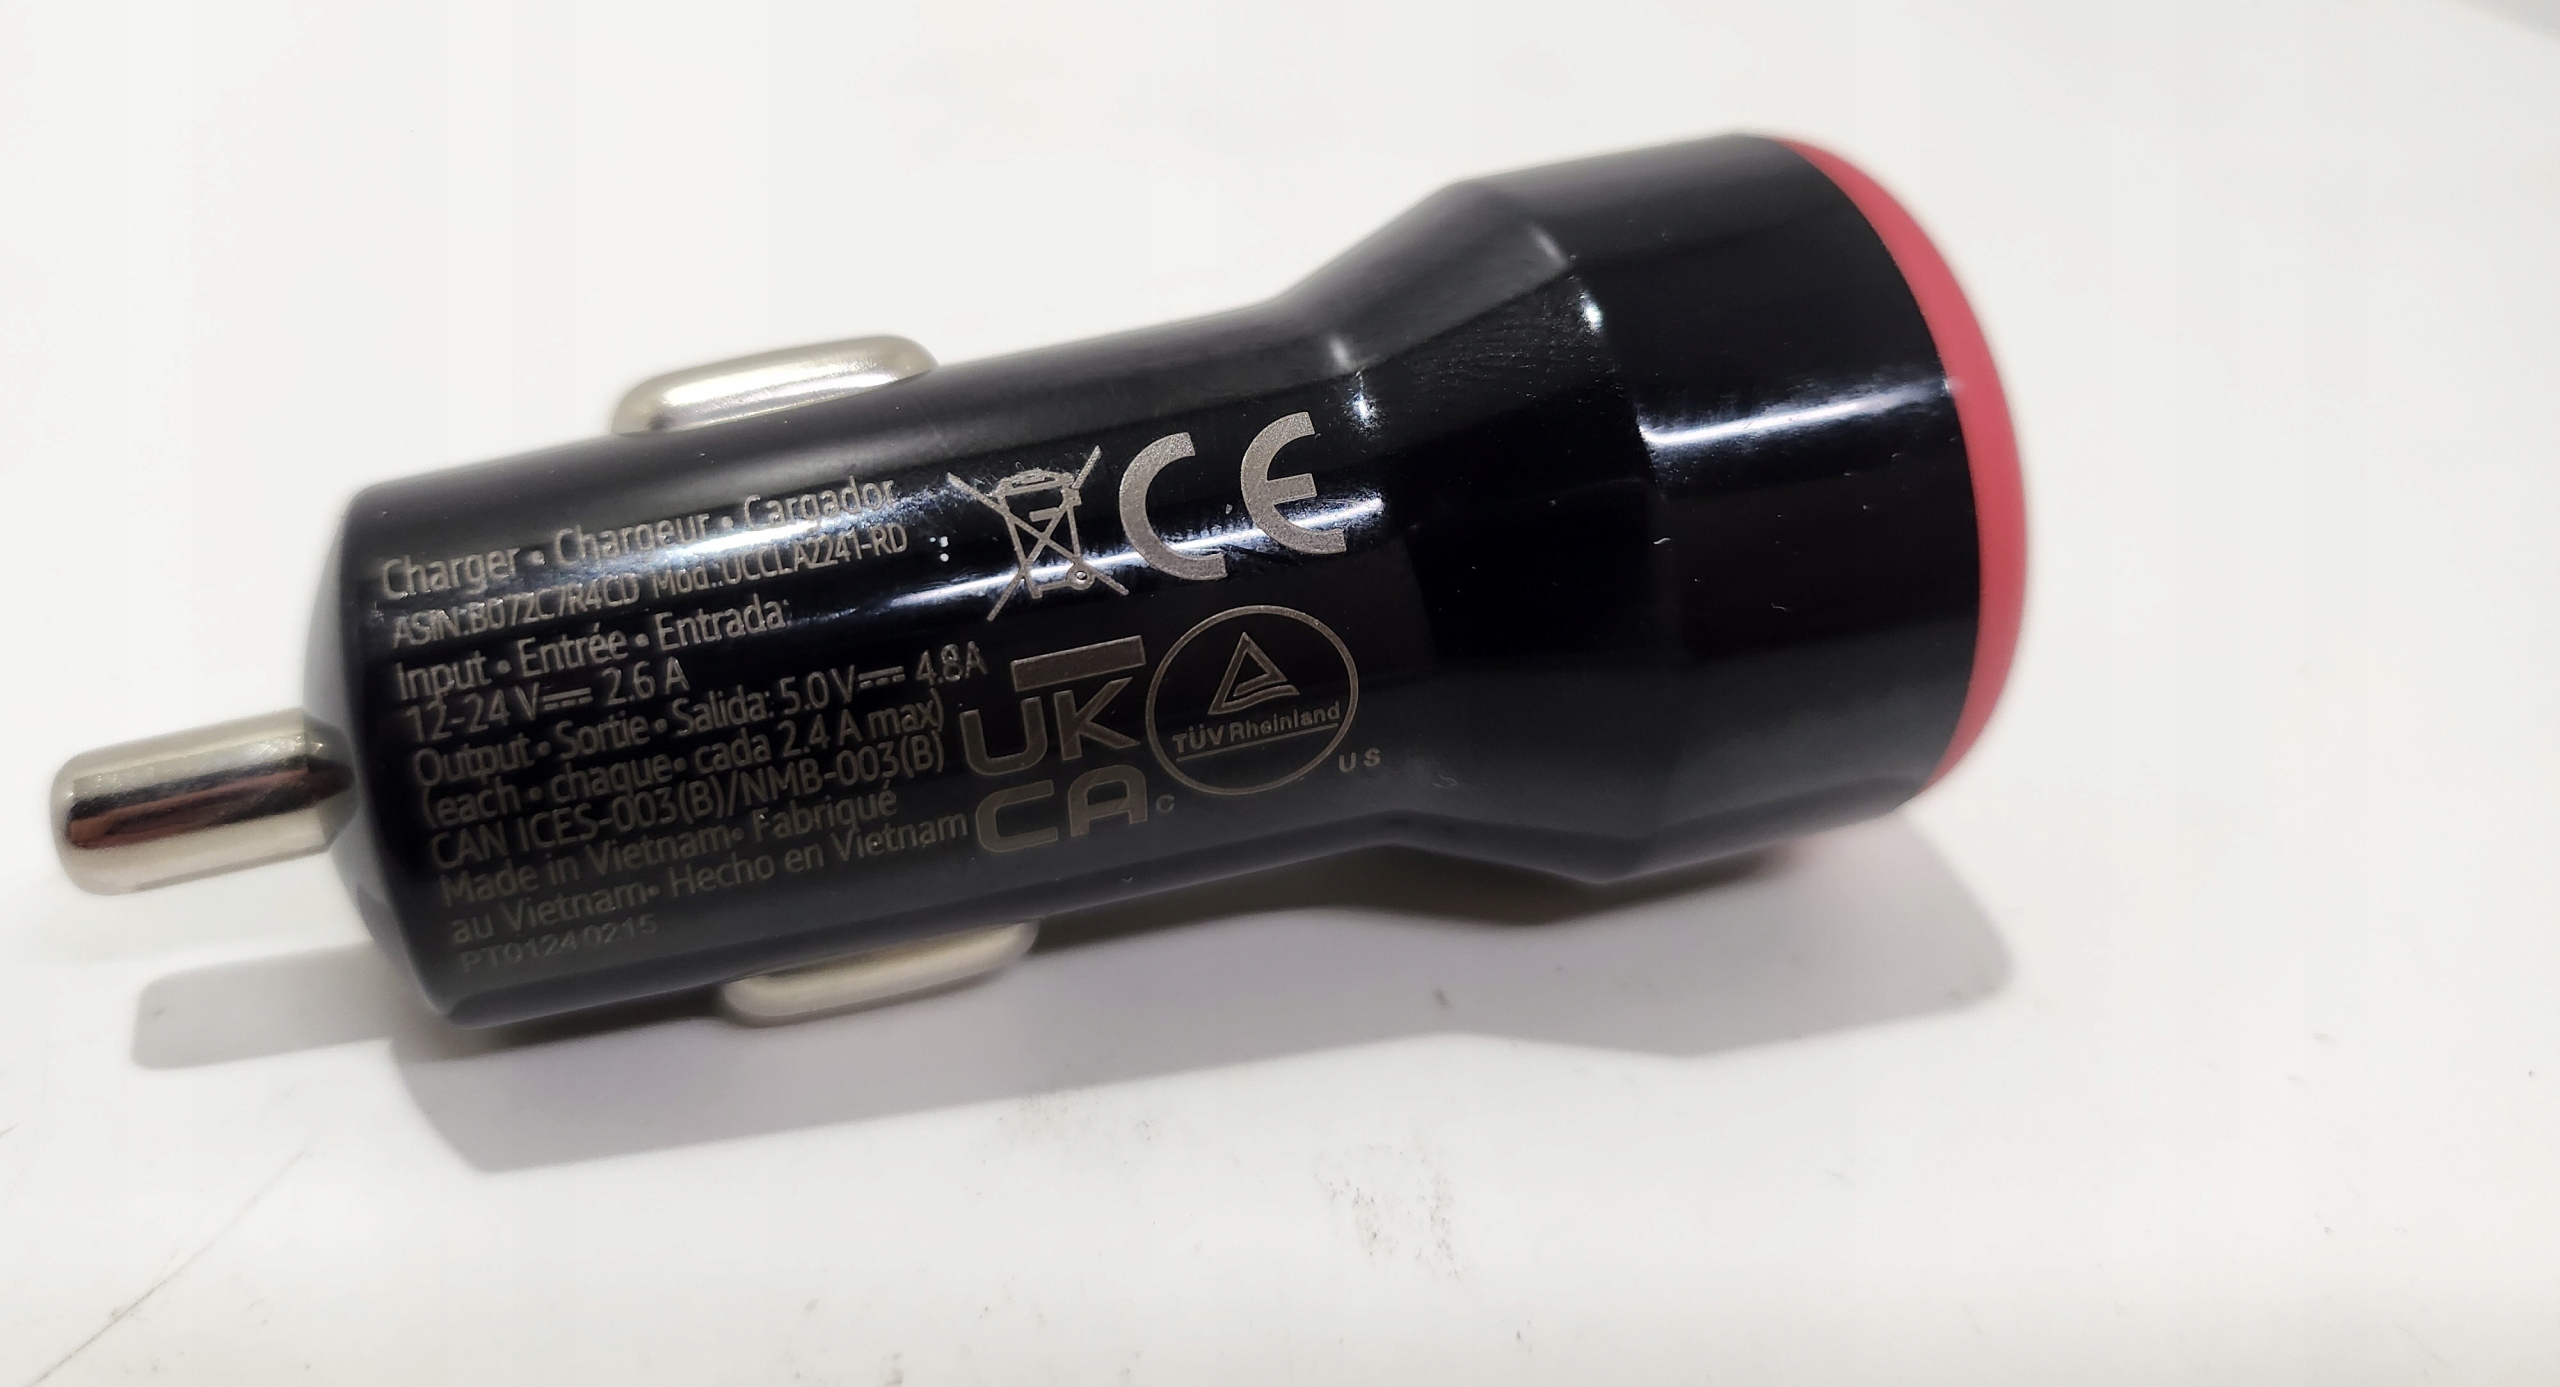 Charger • Chargeur • Cargador
ASIN:B072C7R4CD Mod.:UCCLA2241-RD
Input • Entrée • Entrada:
12-24 V⎓ 2.6 A
Output • Sortie • Salida: 5.0 V⎓ 4.8A
(each • chaque• cada 2.4 A max)
CAN ICES-003(B)/NMB-003(B)
Made in Vietnam• Fabriqué
au Vietnam• Hecho en Vietnam
PT01240215
CE
UK
CA
TÜV Rheinland
C US